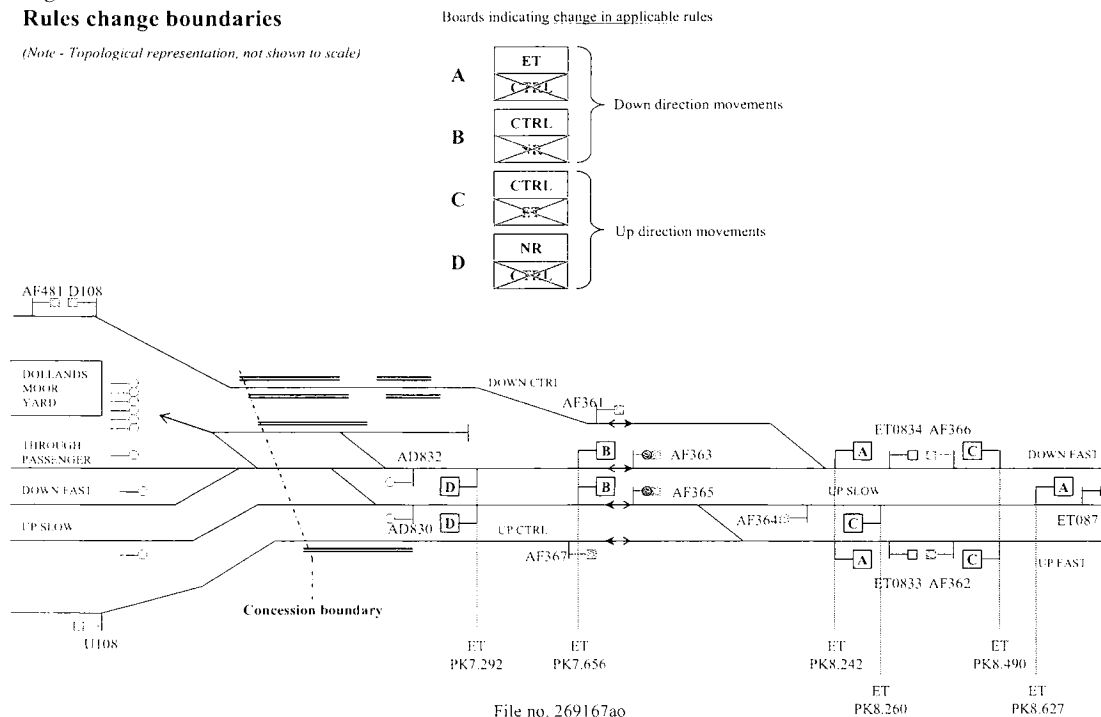 Rules change boundaries
Boards indicating change in applicable rules
(Note - Topological representation, not shown to scale)
A
ET
CTRL
Down direction movements
B
CTRL
NR
C
CTRL
ET
Up direction movements
D
NR
CTRL
AF481 D108
DOLLANDS
MOOR
YARD
DOWN CTRL
AF361
THROUGH
PASSENGER
AD832
B
AF363
ET0834 AF366
A
C
DOWN FAST
DOWN FAST
D
B
AF365
UP SLOW
A
UP SLOW
D
AD830
UP CTRL
AF364
C
ET087
AF367
A
C
UP FAST
ET0833 AF362
Concession boundary
U108
ET
PK7.292
ET
PK7.656
ET
PK8.242
ET
PK8.490
ET
PK8.260
ET
PK8.627
File no. 269167ao